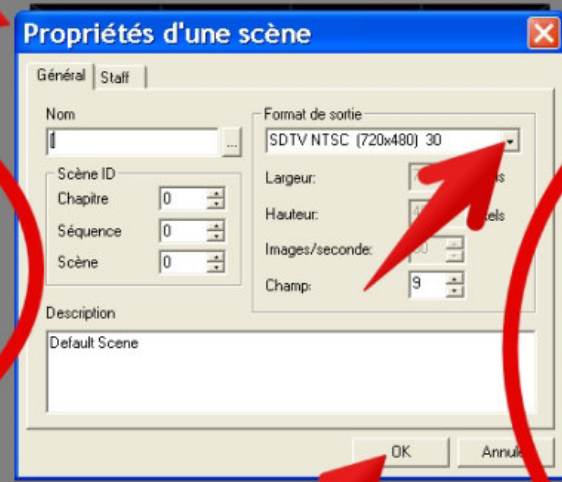 Propriétés d'une scène
Général
Staff
Nom
...
Scène ID
Chapitre 0
Séquence 0
Scène 0
Format de sortie
SDTV NTSC (720x480) 30
Largeur:
Hauteur:
Images/seconde:
Champ: 9
Description
Default Scene
OK